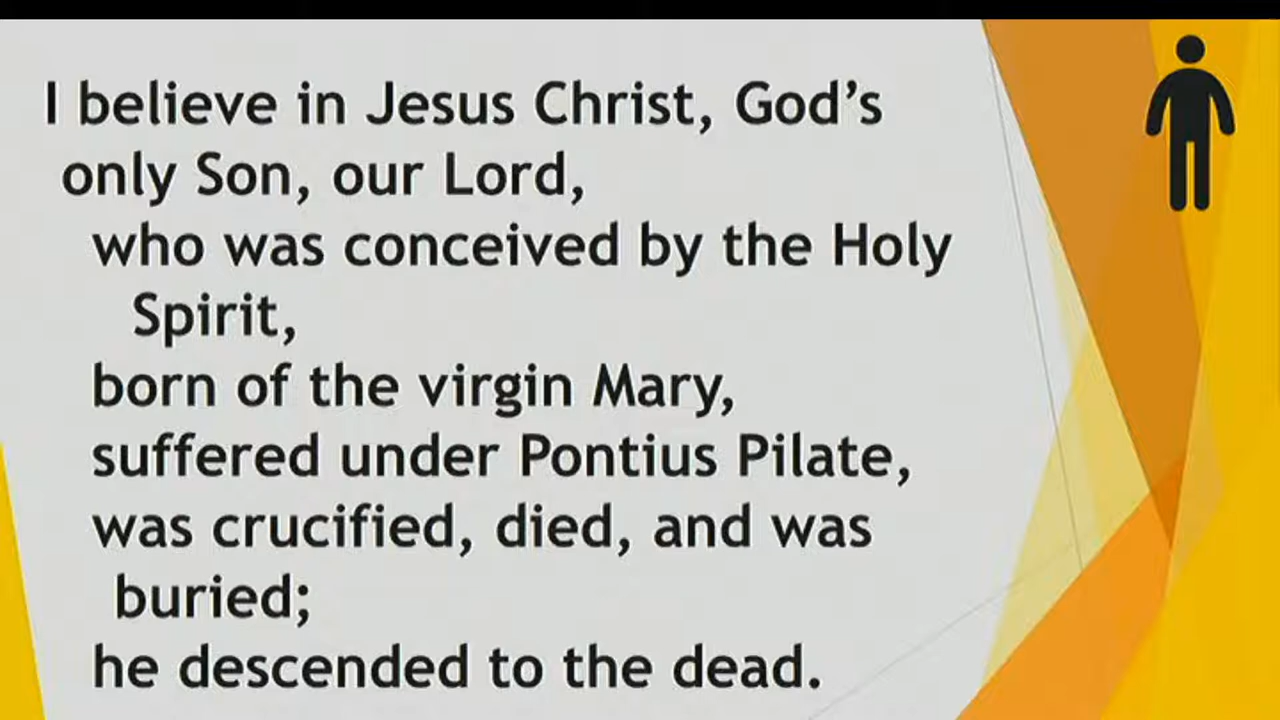 I believe in Jesus Christ, God’s
only Son, our Lord,
who was conceived by the Holy
Spirit,
born of the virgin Mary,
suffered under Pontius Pilate,
was crucified, died, and was
buried;
he descended to the dead.